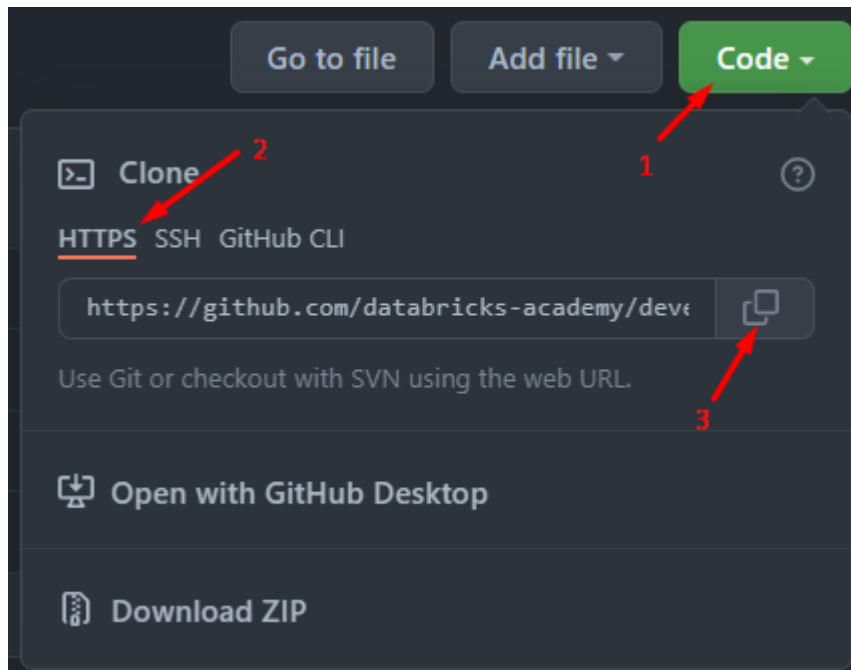 Go to file Add file Code
1
2
Clone
HTTPS SSH GitHub CLI
https://github.com/databricks-academy/deve
Use Git or checkout with SVN using the web URL.
3
Open with GitHub Desktop
Download ZIP